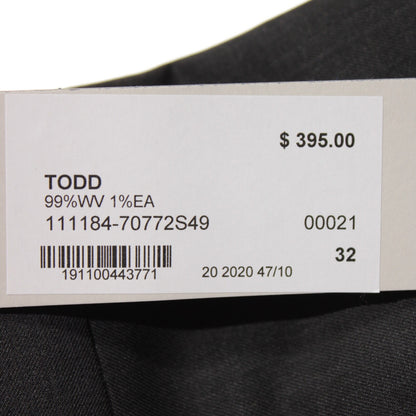 $ 395.00
TODD
99%WV 1%EA
111184-70772S49 00021
32
191100443771 20 2020 47/10